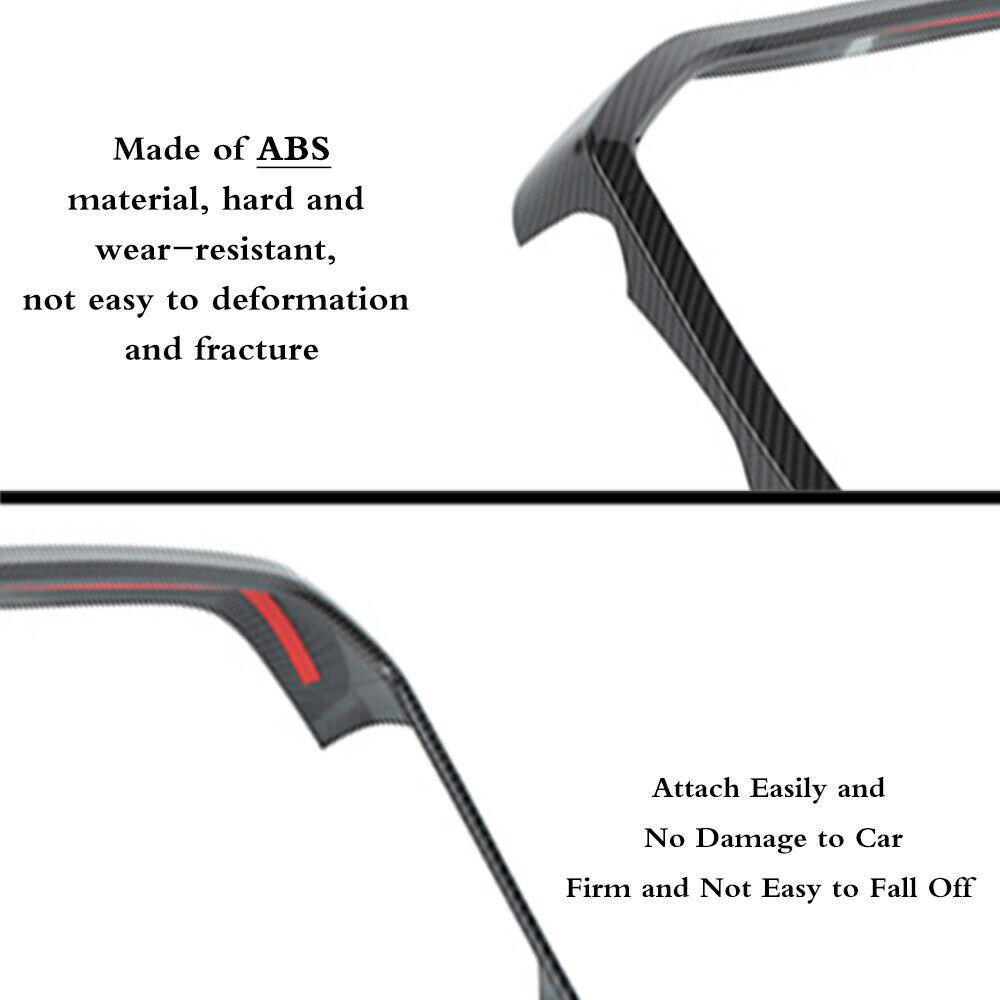 Made of ABS
material, hard and
wear-resistant,
not easy to deformation
and fracture
Attach Easily and
No Damage to Car
Firm and Not Easy to Fall Off